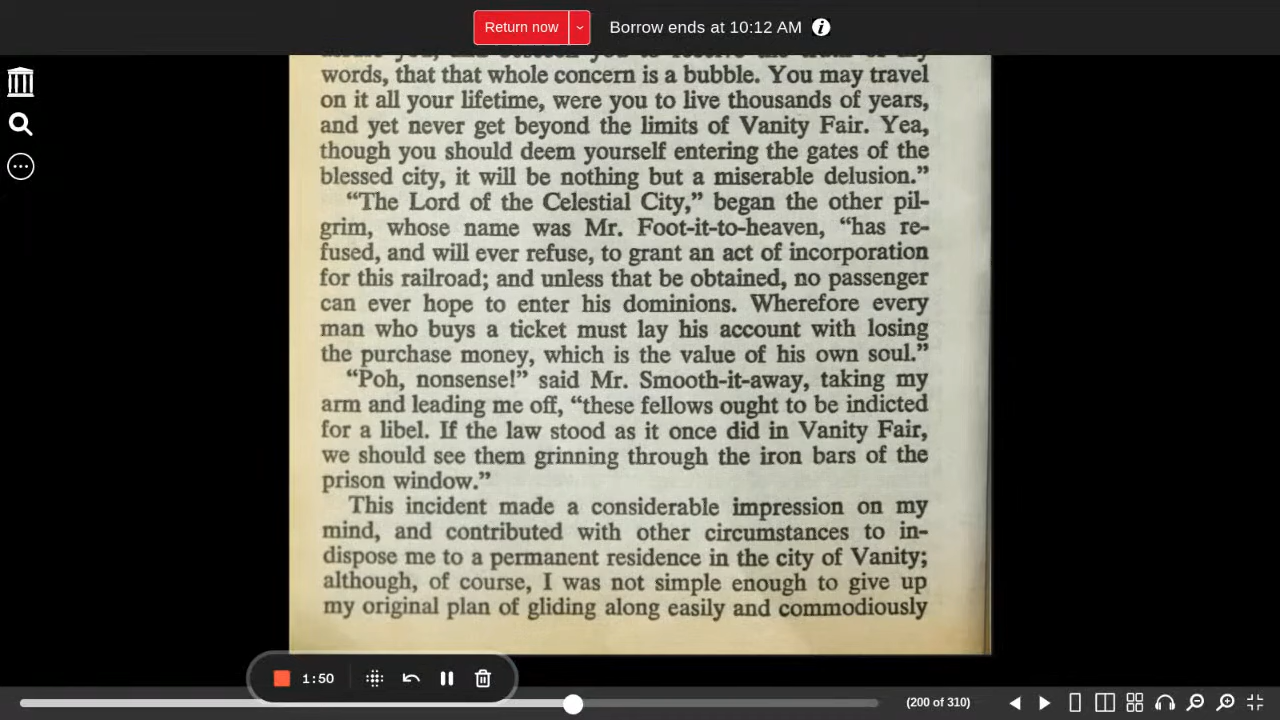 Return now
Borrow ends at 10:12 AM
words, that that whole concern is a bubble. You may travel
on it all your lifetime, were you to live thousands of years,
and yet never get beyond the limits of Vanity Fair. Yea,
though you should deem yourself entering the gates of the
blessed city, it will be nothing but a miserable delusion.”
“The Lord of the Celestial City,” began the other pil-
grim, whose name was Mr. Foot-it-to-heaven, “has re-
fused, and will ever refuse, to grant an act of incorporation
for this railroad; and unless that be obtained, no passenger
can ever hope to enter his dominions. Wherefore every
man who buys a ticket must lay his account with losing
the purchase money, which is the value of his own soul.”
“Poh, nonsense!” said Mr. Smooth-it-away, taking my
arm and leading me off, “these fellows ought to be indicted
for a libel. If the law stood as it once did in Vanity Fair,
we should see them grinning through the iron bars of the
prison window.”
This incident made a considerable impression on my
mind, and contributed with other circumstances to in-
dispose me to a permanent residence in the city of Vanity;
although, of course, I was not simple enough to give up
my original plan of gliding along easily and commodiously
1:50
(200 of 310)